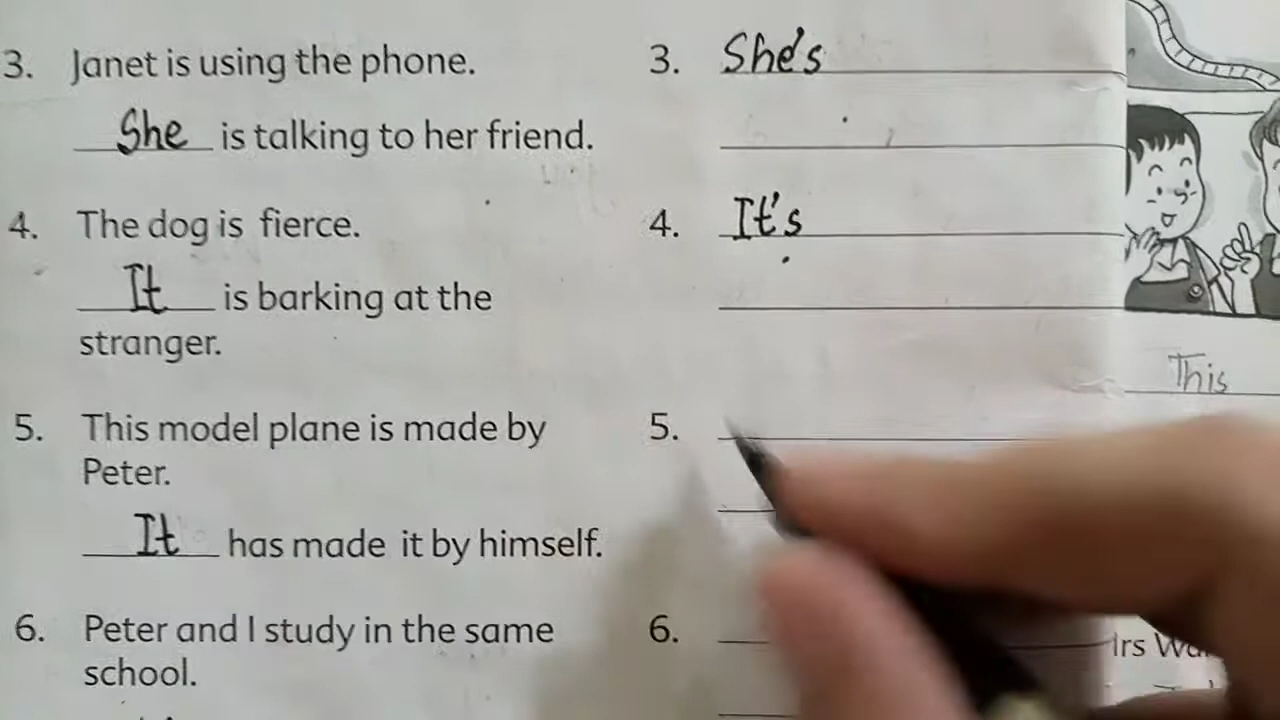 3. Janet is using the phone.
She is talking to her friend.
4. The dog is fierce.
It is barking at the
stranger.
5. This model plane is made by
Peter.
It has made it by himself.
6. Peter and I study in the same
school.
3. She's
4. It's
5.
6.
This